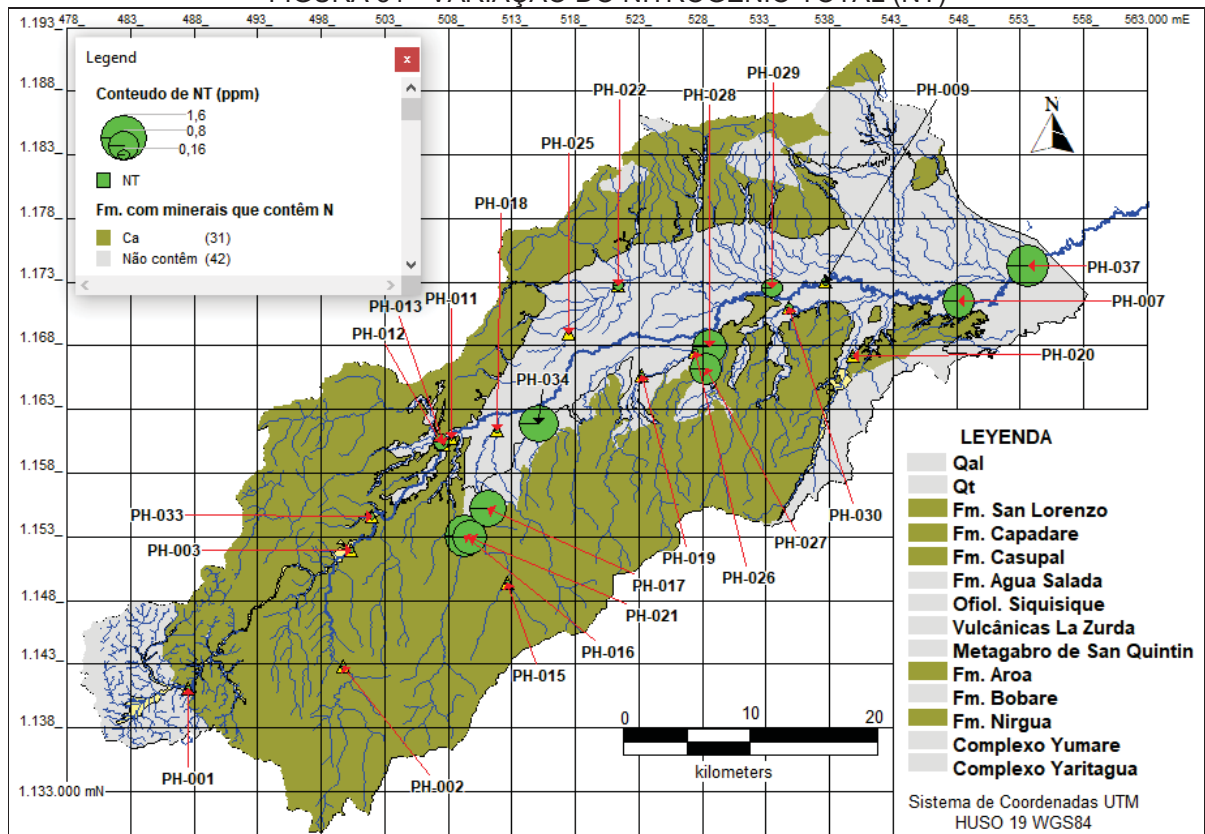 FIGURA 31 - VARIAÇÃO DO NITROGÊNIO TOTAL (NT)
1.193 478 483 488 493 498 503 508 513 518 523 528 533 538 543 548 553 558 563.000 mE
Legend
x
Conteudo de NT (ppm)
1,6
0,8
0,16
NT
Fm. com minerais que contêm N
Ca (31)
Não contêm (42)
1.188
1.183
1.178
1.173
1.168
1.163
1.158
1.153
1.148
1.143
1.138
1.133.000 mN
PH-029
PH-022
PH-028
PH-009
PH-025
PH-018
PH-011
PH-013
PH-012
PH-034
PH-037
PH-007
PH-020
PH-033
PH-003
PH-030
PH-019
PH-027
PH-026
PH-017
PH-021
PH-016
PH-015
PH-002
PH-001
N
0 10 20
kilometers
LEYENDA
Qal
Qt
Fm. San Lorenzo
Fm. Capadare
Fm. Casupal
Fm. Agua Salada
Ofiol. Siquisique
Vulcânicas La Zurda
Metagabro de San Quintin
Fm. Aroa
Fm. Bobare
Fm. Nirgua
Complexo Yumare
Complexo Yaritagua
Sistema de Coordenadas UTM
HUSO 19 WGS84